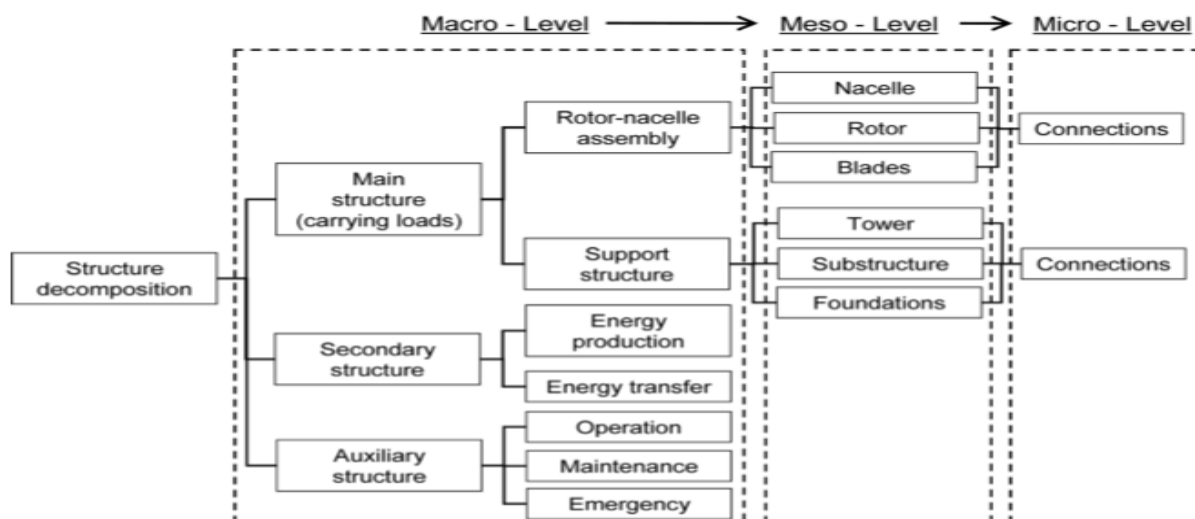 Macro - Level
Meso - Level
Micro - Level
Nacelle
Rotor-nacelle
assembly
Rotor
Connections
Blades
Main
structure
(carrying loads)
Tower
Support
structure
Substructure
Connections
Foundations
Structure
decomposition
Energy
production
Secondary
structure
Energy transfer
Operation
Auxiliary
structure
Maintenance
Emergency